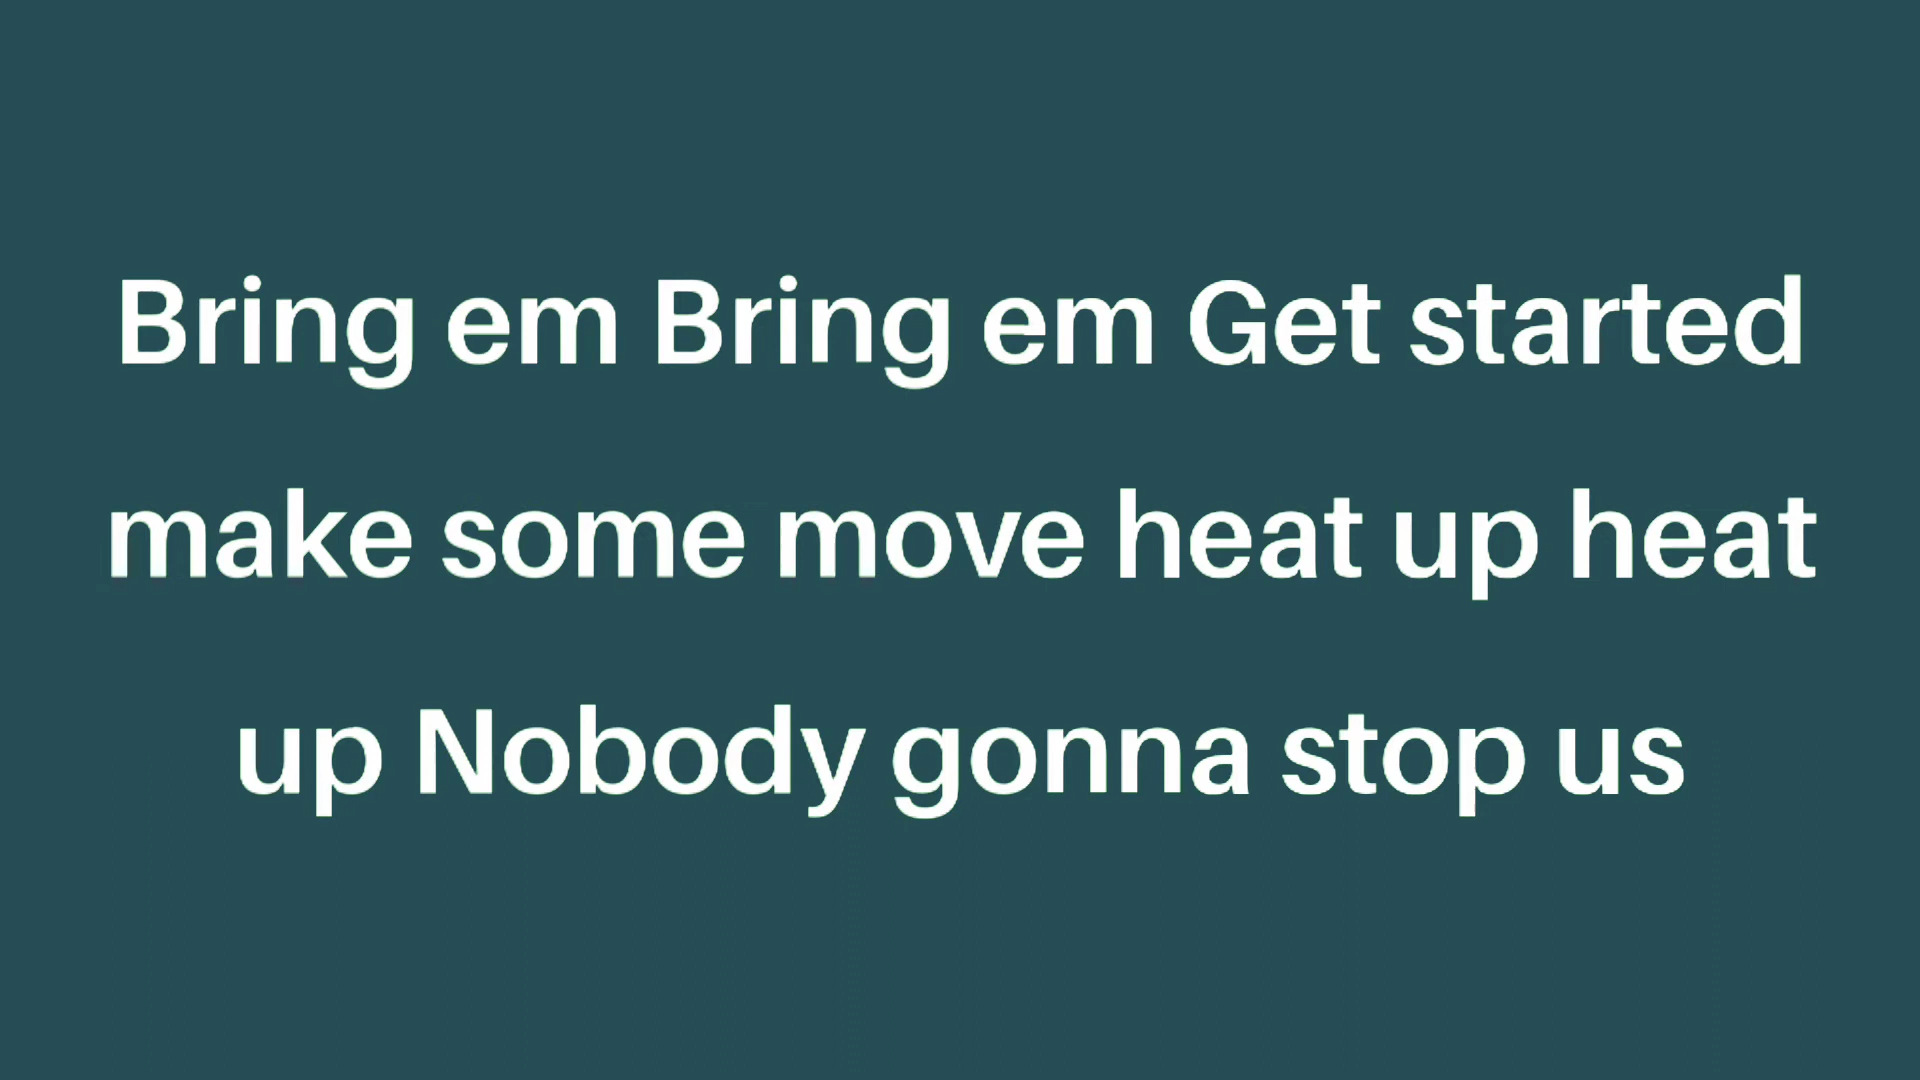 Bring em Bring em Get started
make some move heat up heat
up Nobody gonna stop us